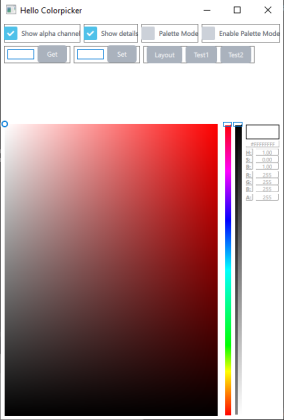 Hello Colorpicker
Show alpha channel Show details Palette Mode Enable Palette Mode
Get Set Layout Test1 Test2
#FFFFFFFF
H: 1.00
S: 0.00
B: 1.00
R: 255
G: 255
B: 255
A: 255